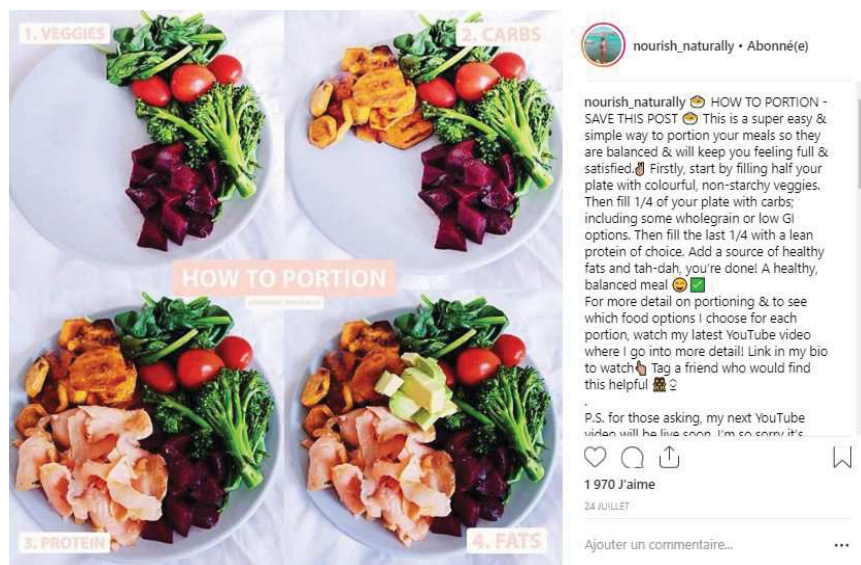 1. VEGGIES
2. CARBS
HOW TO PORTION
3. PROTEIN
4. FATS
nourish_naturally • Abonné(e)
nourish_naturally 🍲 HOW TO PORTION -
SAVE THIS POST 🍲 This is a super easy &
simple way to portion your meals so they
are balanced & will keep you feeling full &
satisfied.✌🏽 Firstly, start by filling half your
plate with colourful, non-starchy veggies.
Then fill 1/4 of your plate with carbs;
including some wholegrain or low GI
options. Then fill the last 1/4 with a lean
protein of choice. Add a source of healthy
fats and tah-dah, you're done! A healthy,
balanced meal 😄 ✅
For more detail on portioning & to see
which food options I choose for each
portion, watch my latest YouTube video
where I go into more detail! Link in my bio
to watch👆🏽 Tag a friend who would find
this helpful
.
P.S. for those asking, my next YouTube
video will be live soon. I'm so sorry it's
1 970 J'aime
24 JUILLET
Ajouter un commentaire...